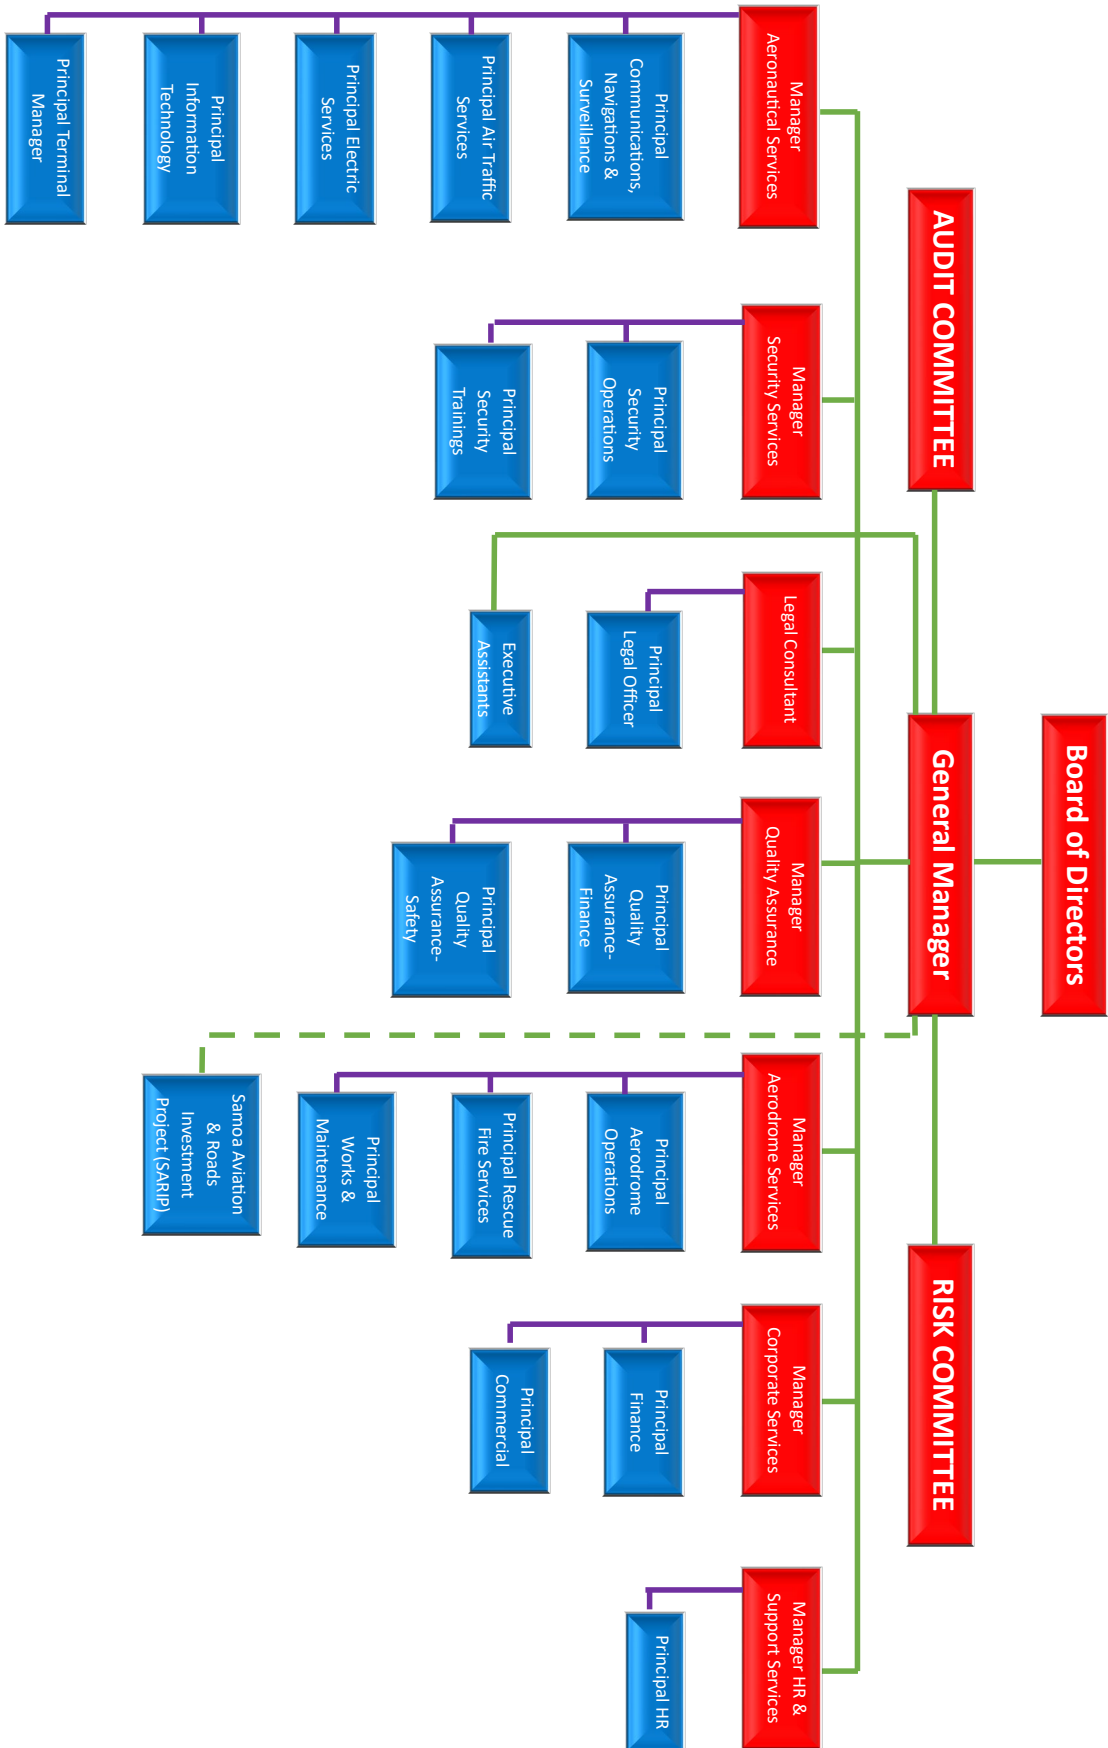 Board of Directors
AUDIT COMMITTEE
General Manager
RISK COMMITTEE
Manager
Aeronautical Services
Principal
Communications,
Navigations &
Surveillance
Principal Air Traffic
Services
Principal Electric
Services
Principal
Information
Technology
Principal Terminal
Manager
Manager
Security Services
Principal
Security
Operations
Principal
Security
Trainings
Legal Consultant
Principal
Legal Officer
Executive
Assistants
Manager
Quality Assurance
Principal
Quality
Assurance-
Finance
Principal
Quality
Assurance-
Safety
Manager
Aerodrome Services
Principal
Aerodrome
Operations
Principal Rescue
Fire Services
Principal
Works &
Maintenance
Samoa Aviation
& Roads
Investment
Project (SARIP)
Manager
Corporate Services
Principal
Finance
Principal
Commercial
Manager HR &
Support Services
Principal HR